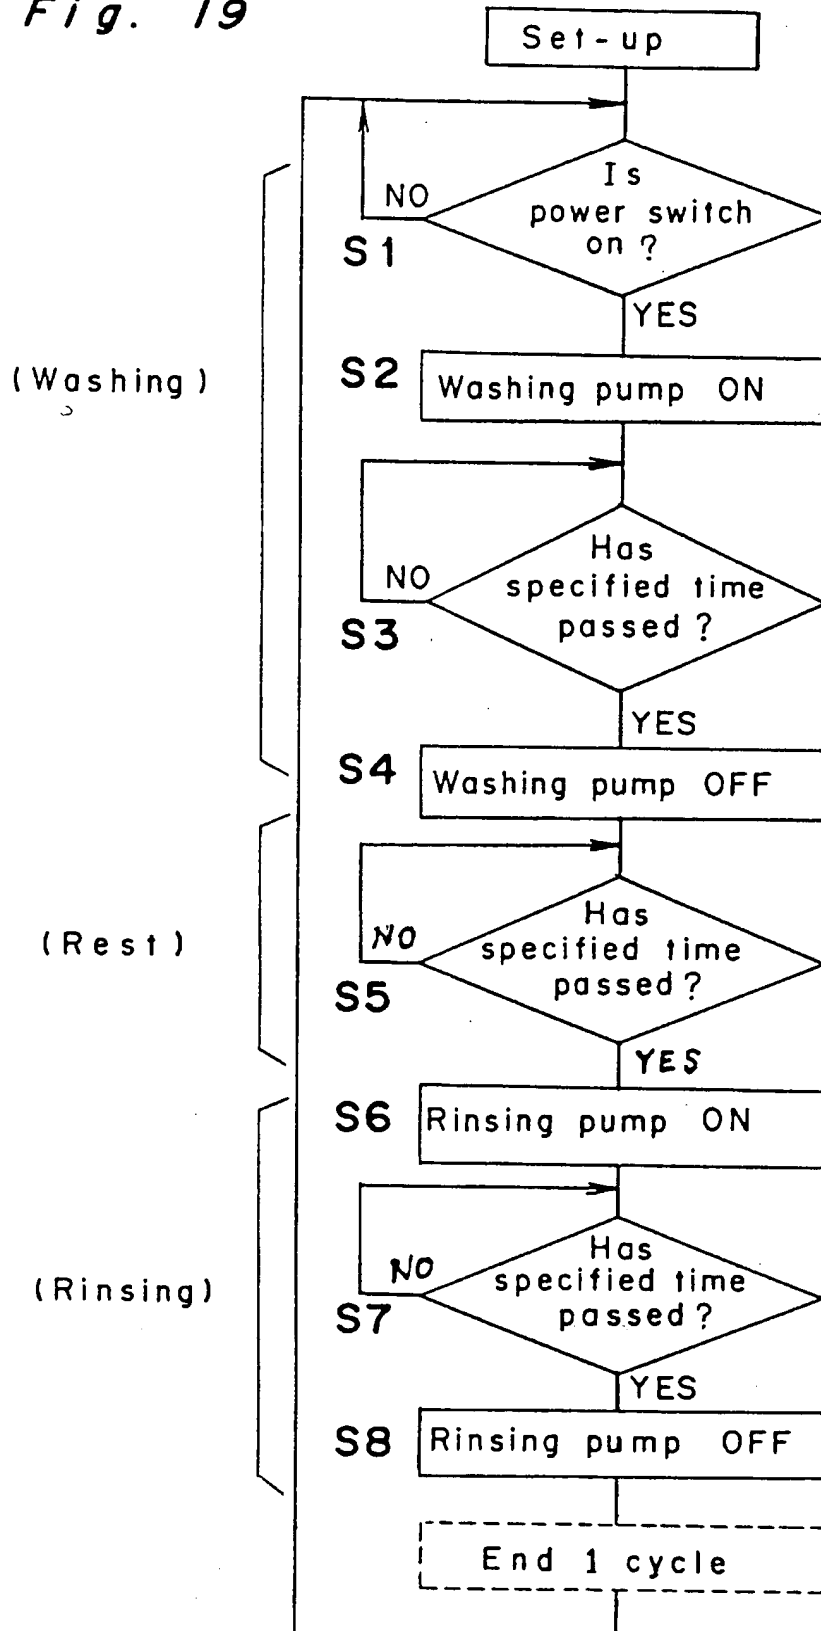 Fig. 19
Set-up
Is
power switch
on ?
NO
S1
YES
(Washing)
S2
Washing pump ON
Has
specified time
passed ?
NO
S3
YES
S4
Washing pump OFF
Has
specified time
passed ?
NO
(Rest)
S5
YES
S6
Rinsing pump ON
Has
specified time
passed ?
NO
(Rinsing)
S7
YES
S8
Rinsing pump OFF
End 1 cycle